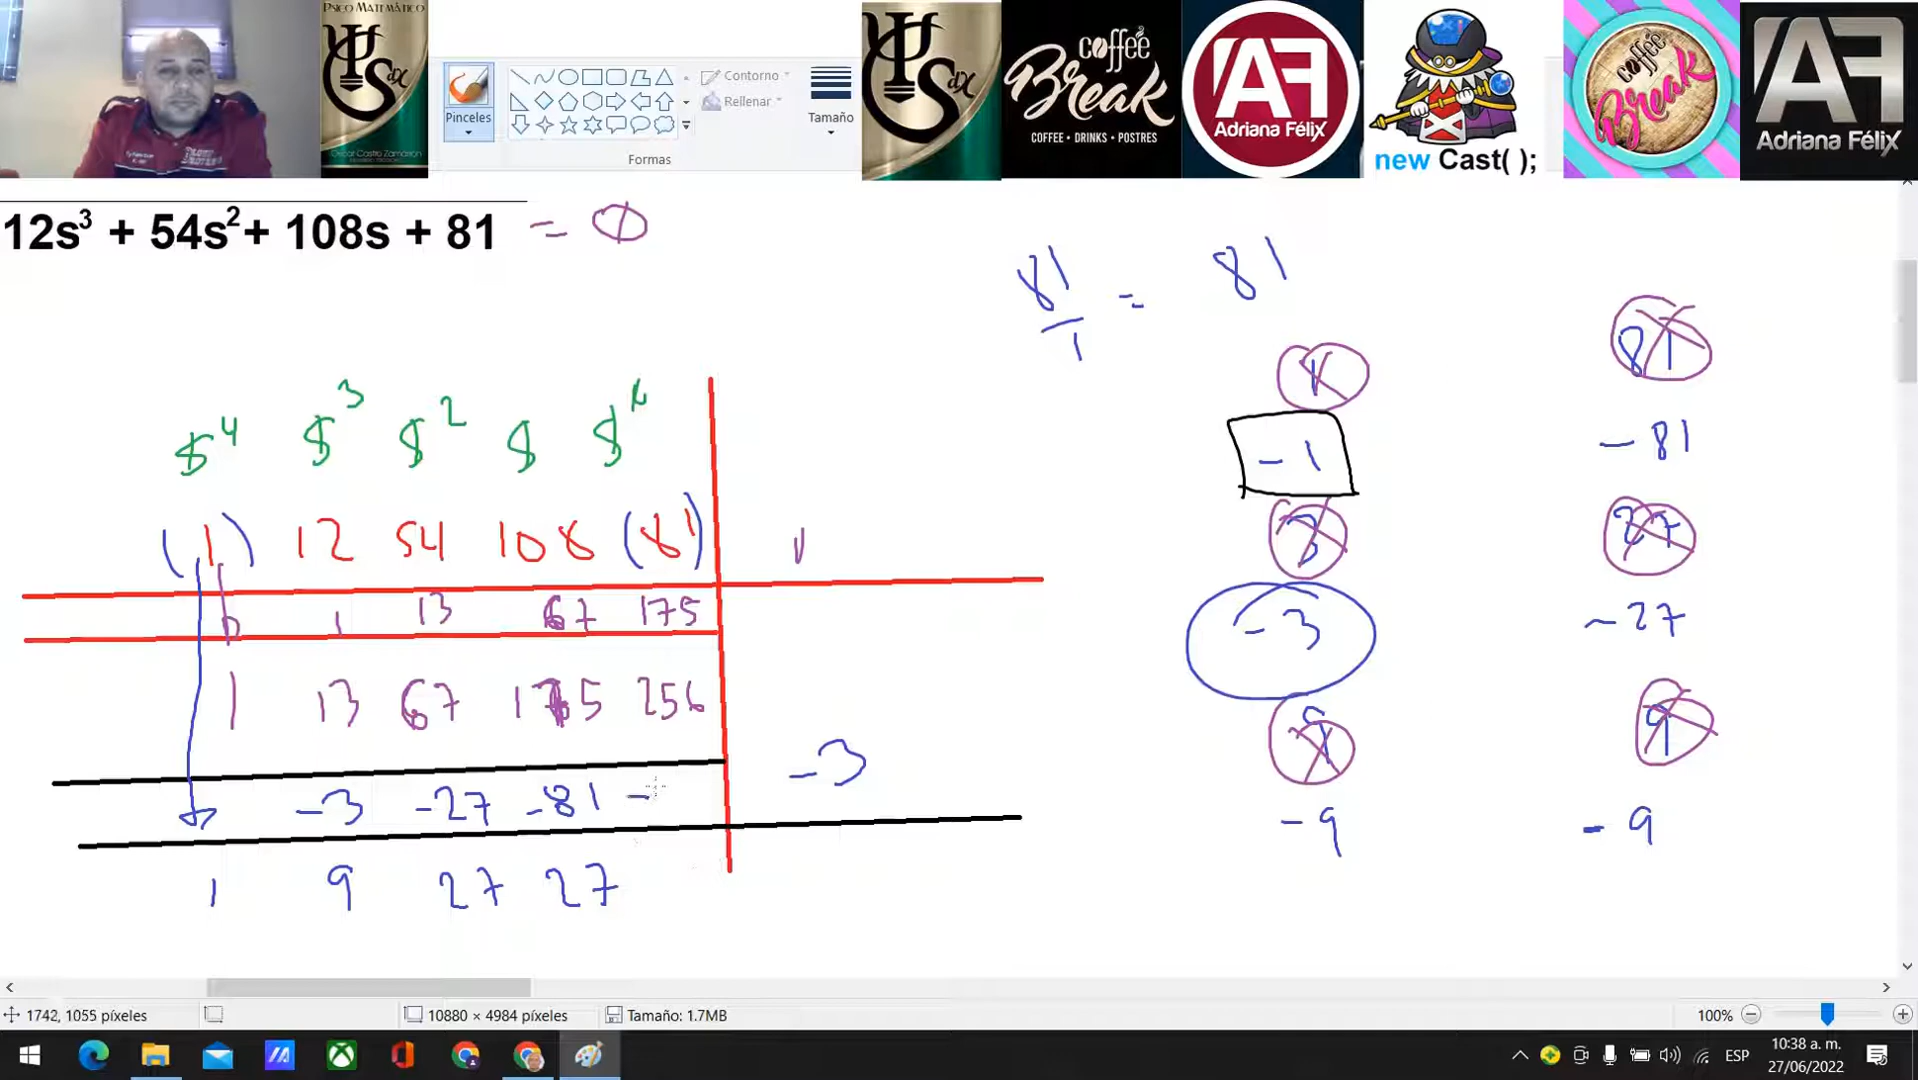 PSICO MATEMÁTICO
Oscar Castro Zamarrón
Pinceles
Contorno
Rellenar
Formas
Tamaño
coffee
Break
COFFEE • DRINKS • POSTRES
AF
Adriana FéliX
new Cast( );
coffee
Break
AF
Adriana FéliX
12s³ + 54s² + 108s + 81 = 0
81/1 = 81
1 81
-1 -81
3 27
-3 -27
9 9
-9 -9
s⁴ s³ s² s
(1) 12 54 108 (81) 1
1 13 67 175
1 13 67 175 256
-3 -27 -81 - -3
1 9 27 27
1742, 1055 píxeles
10880 × 4984 píxeles
Tamaño: 1.7MB
100%
ESP
10:38 a. m.
27/06/2022